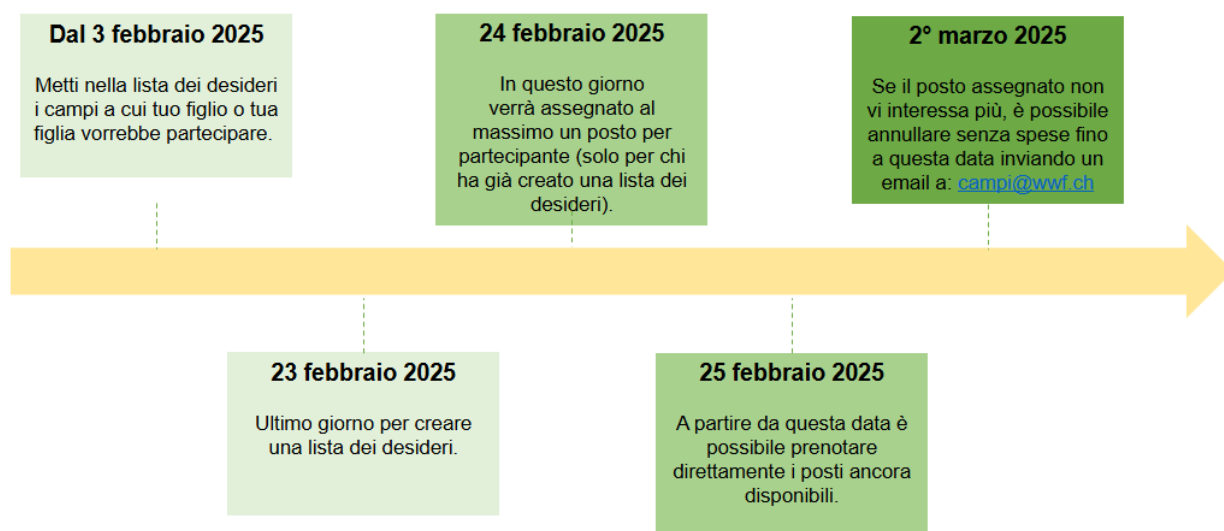 Dal 3 febbraio 2025
Metti nella lista dei desideri
i campi a cui tuo figlio o tua
figlia vorrebbe partecipare.
24 febbraio 2025
In questo giorno
verrà assegnato al
massimo un posto per
partecipante (solo per chi
ha già creato una lista dei
desideri).
2° marzo 2025
Se il posto assegnato non
vi interessa più, è possibile
annullare senza spese fino
a questa data inviando un
email a: campi@wwf.ch
23 febbraio 2025
Ultimo giorno per creare
una lista dei desideri.
25 febbraio 2025
A partire da questa data è
possibile prenotare
direttamente i posti ancora
disponibili.